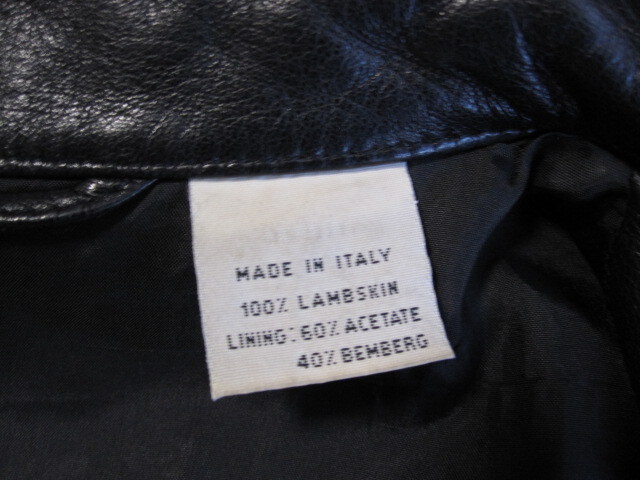 MADE IN ITALY
100% LAMBSKIN
LINING: 60% ACETATE
40% BEMBERG